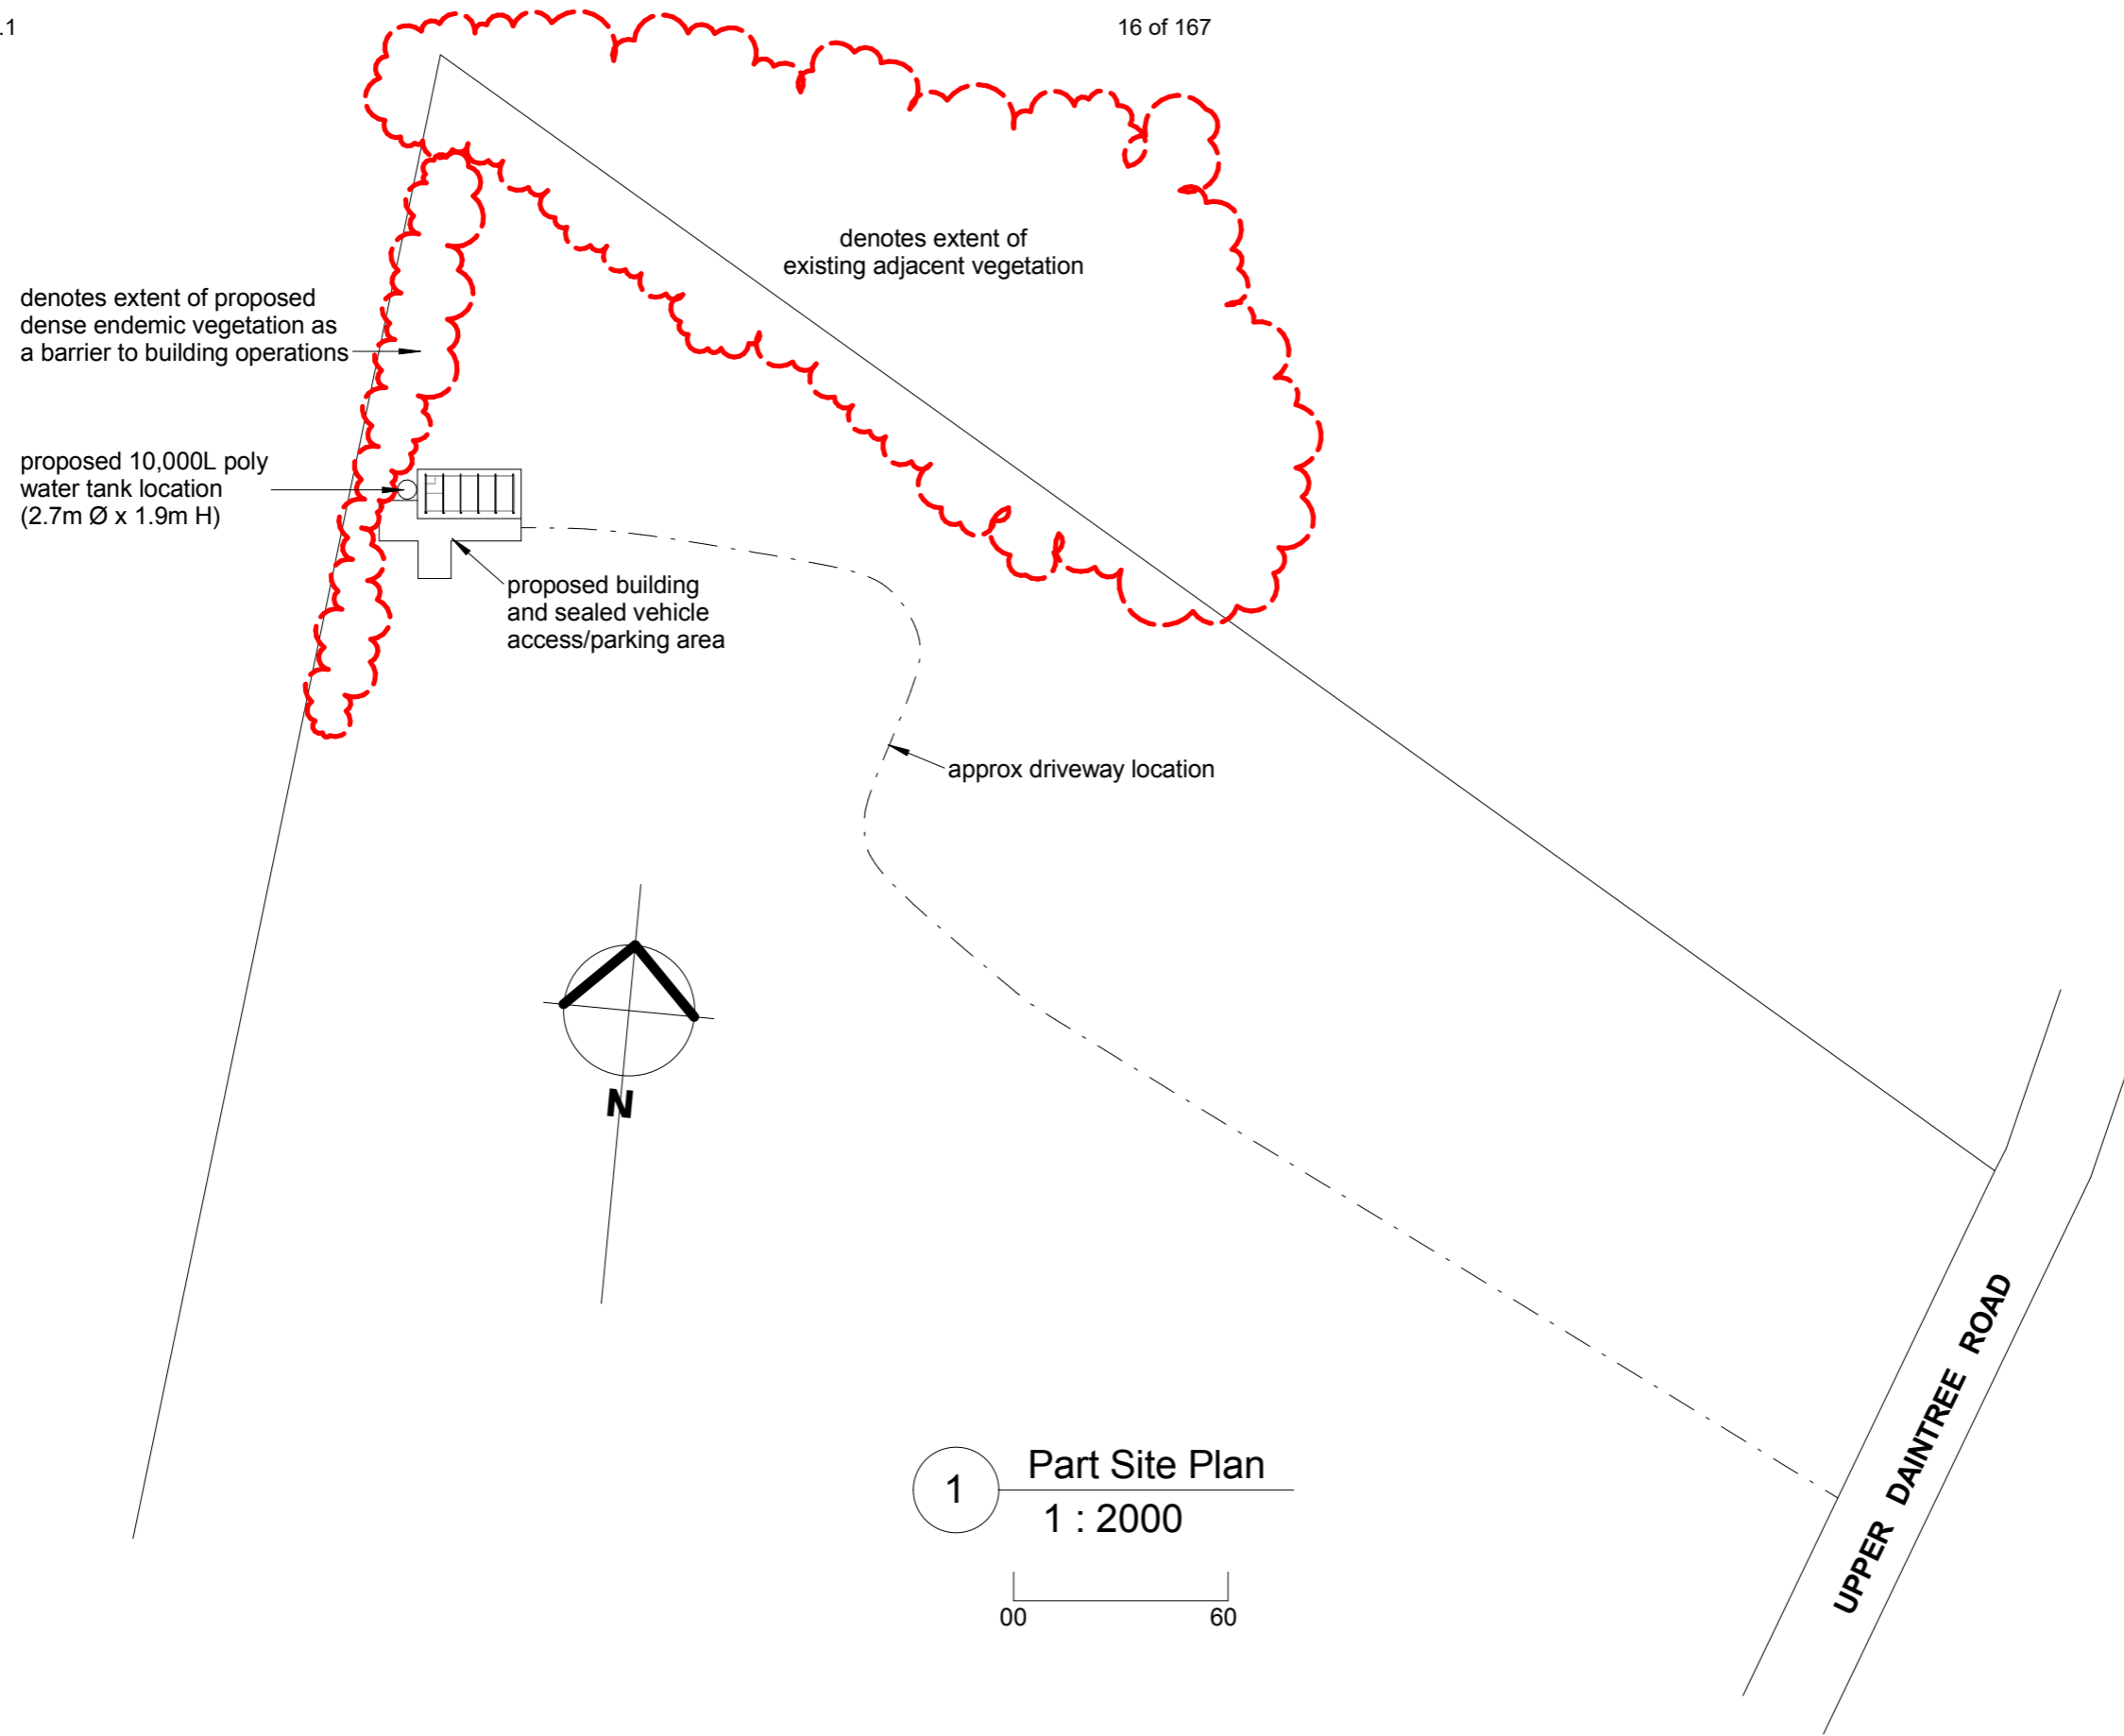 .1
16 of 167
denotes extent of
existing adjacent vegetation
denotes extent of proposed
dense endemic vegetation as
a barrier to building operations
proposed 10,000L poly
water tank location
(2.7m Ø x 1.9m H)
proposed building
and sealed vehicle
access/parking area
approx driveway location
N
UPPER DAINTREE ROAD
1
Part Site Plan
1 : 2000
00
60